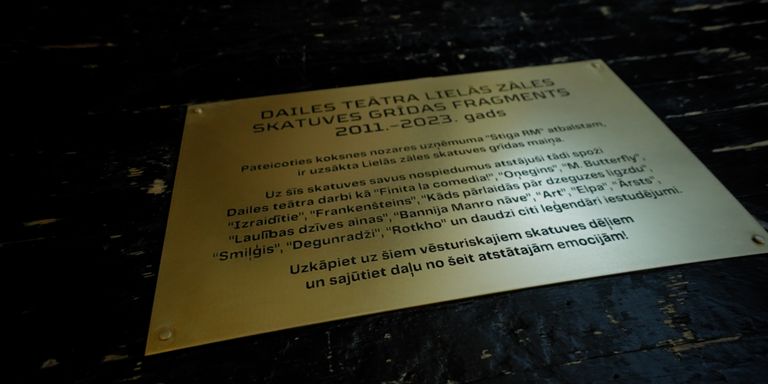 DAILES TEĀTRA LIELĀS ZĀLES
SKATUVES GRĪDAS FRAGMENTS
2011.–2023. gads
Pateicoties koksnes nozares uzņēmuma "Stiga RM" atbalstam,
ir uzsākta Lielās zāles skatuves grīdas maiņa.
Uz šīs skatuves savus nospiedumus atstājuši tādi spoži
Dailes teātra darbi kā "Finita la comedia!", "Oņegins", "M. Butterfly",
"Izraidītie", "Frankenšteins", "Kāds pārlaidās pār dzeguzes ligzdu",
"Laulības dzīves ainas", "Bannija Manro nāve", "Art", "Elpa", "Ārsts",
"Smiļģis", "Degunradži", "Rotkho" un daudzi citi leģendāri iestudējumi.
Uzkāpiet uz šiem vēsturiskajiem skatuves dēļiem
un sajūtiet daļu no šeit atstātajām emocijām!